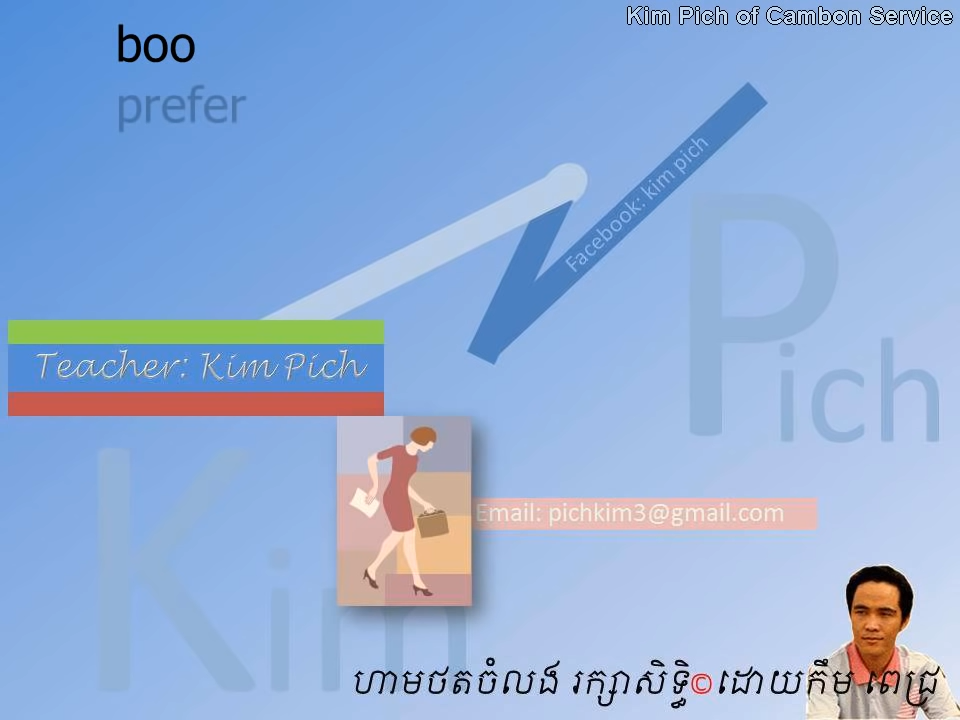 Kim Pich of Cambon Service
boo
prefer
Facebook: kim pich
Pich
Teacher: Kim Pich
Kim
Email: pichkim3@gmail.com
ហាមថតចំលង រក្សាសិទ្ធិ©ដោយកឹម ពេជ្រ